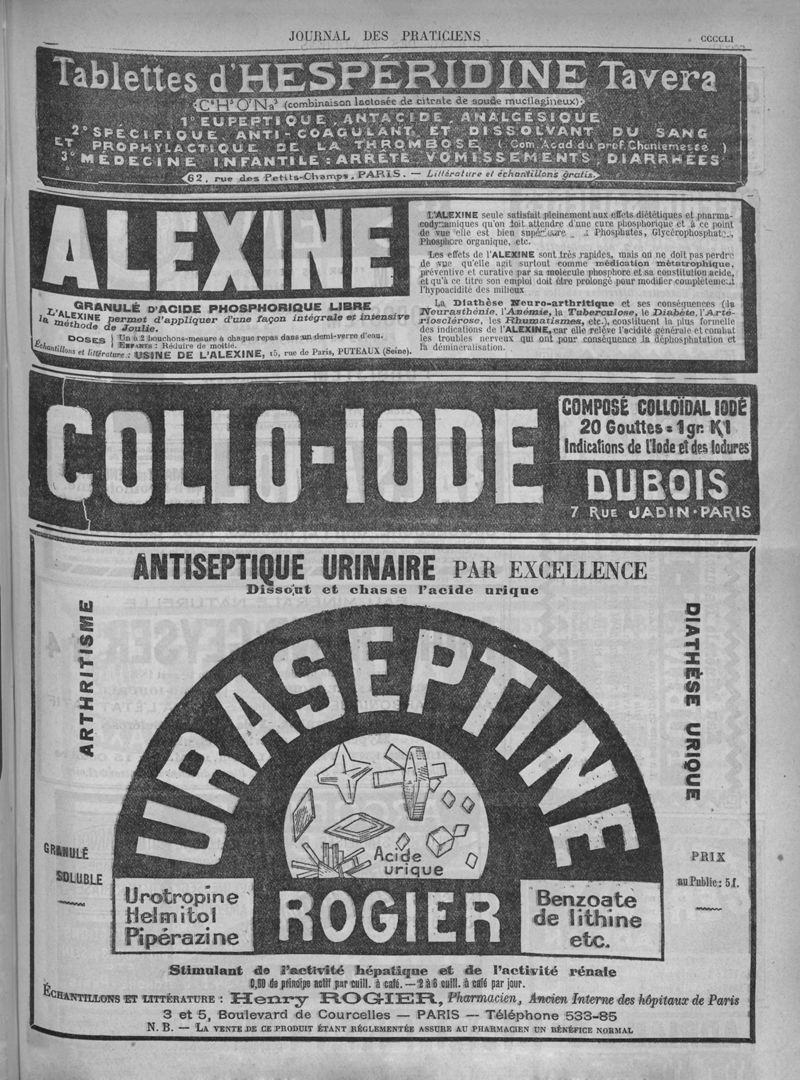 JOURNAL DES PRATICIENS
CCCCLI
Tablettes d'HESPÉRIDINE Tavera
(combinaison lactosée de citrate de soude mucilagineux)
1° EUPEPTIQUE, ANTACIDE, ANALGÉSIQUE
2° SPÉCIFIQUE ANTI-COAGULANT ET DISSOLVANT DU SANG
ET PROPHYLACTIQUE DE LA THROMBOSE (Com. Acad du prof. Chantemesse.)
3° MÉDECINE INFANTILE: ARRÊTE VOMISSEMENTS, DIARRHÉES
62, rue des Petits-Champs, PARIS. — Littérature et échantillons gratis.
ALEXINE
GRANULÉ D'ACIDE PHOSPHORIQUE LIBRE
L'ALEXINE permet d'appliquer d'une façon intégrale et intensive
la méthode de Joulie.
DOSES Un à 2 bouchons-mesure à chaque repas dans un demi-verre d'eau.
ENFANTS : Réduire de moitié.
Échantillons et littérature : USINE DE L'ALEXINE, 15, rue de Paris, PUTEAUX (Seine).
L'ALEXINE seule satisfait pleinement aux effets diététiques et pharma-
codynamiques qu'on doit attendre d'une cure phosphorique et à ce point
de vue elle est bien supérieure Phosphates, Glycérophosphates,
Phosphore organique, etc.
Les effets de l'ALEXINE sont très rapides, mais on ne doit pas perdre
de vue qu'elle agit surtout comme médication métatrophique,
préventive et curative par sa molécule phosphore et sa constitution acide,
et qu'à ce titre son emploi doit être prolongé pour modifier complètement
l'hypoacidité des milieux
La Diathèse Neuro-arthritique et ses conséquences (la
Neurasthénie, l'Anémie, la Tuberculose, le Diabète, l'Arté-
riosclérose, les Rhumatismes, etc.), constituent la plus formelle
des indications de l'ALEXINE, car elle relève l'acidité générale et combat
les troubles nerveux qui ont pour conséquence la déphosphatation et
la déminéralisation.
COLLO-IODE
COMPOSÉ COLLOÏDAL IODÉ
20 Gouttes = 1 gr. KI
Indications de l'Iode et des Iodures
DUBOIS
7 RUE JADIN-PARIS
ANTISEPTIQUE URINAIRE PAR EXCELLENCE
Dissout et chasse l'acide urique
ARTHRITISME
DIATHÈSE URIQUE
URASEPTINE
Acide
urique
GRANULÉ
SOLUBLE
PRIX
au Public: 5 f.
Urotropine
Helmitol
Pipérazine
ROGIER
Benzoate
de lithine
etc.
Stimulant de l'activité hépatique et de l'activité rénale
0,60 de principe actif par cuill. à café. — 2 à 6 cuill. à café par jour.
ÉCHANTILLONS ET LITTÉRATURE : Henry ROGIER, Pharmacien, Ancien Interne des hôpitaux de Paris
3 et 5, Boulevard de Courcelles — PARIS — Téléphone 533-85
N. B. — LA VENTE DE CE PRODUIT ÉTANT RÉGLEMENTÉE ASSURE AU PHARMACIEN UN BÉNÉFICE NORMAL